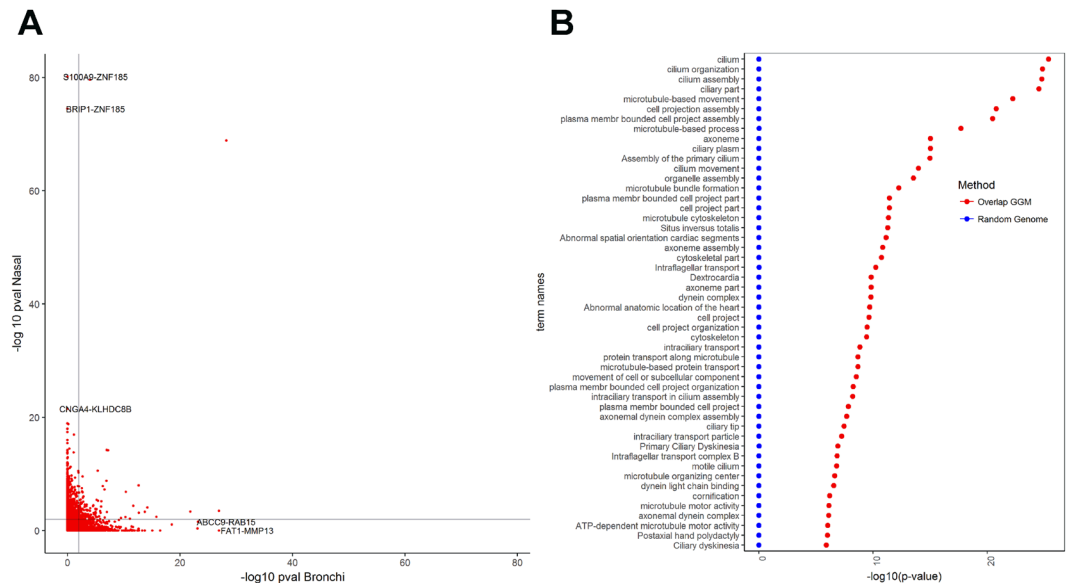 A
80
60
40
20
0
-log 10 pval Nasal
S100A9-ZNF185
BRIP1-ZNF185
CNGA4-KLHDC8B
ABCC9-RAB15
FAT1-MMP13
0
20
40
60
80
-log10 pval Bronchi
B
term names
cilium
cilium organization
cilium assembly
ciliary part
microtubule-based movement
cell projection assembly
plasma membr bounded cell project assembly
microtubule-based process
axoneme
ciliary plasm
Assembly of the primary cilium
cilium movement
organelle assembly
microtubule bundle formation
plasma membr bounded cell project part
cell project part
microtubule cytoskeleton
Situs inversus totalis
Abnormal spatial orientation cardiac segments
axoneme assembly
cytoskeletal part
Intraflagellar transport
Dextrocardia
axoneme part
dynein complex
Abnormal anatomic location of the heart
cell project
cell project organization
cytoskeleton
intraciliary transport
protein transport along microtubule
microtubule-based protein transport
movement of cell or subcellular component
plasma membr bounded cell project organization
intraciliary transport in cilium assembly
plasma membr bounded cell project
axonemal dynein complex assembly
ciliary tip
intraciliary transport particle
Primary Ciliary Dyskinesia
Intraflagellar transport complex B
motile cilium
microtubule organizing center
dynein light chain binding
cornification
microtubule motor activity
axonemal dynein complex
ATP-dependent microtubule motor activity
Postaxial hand polydactyly
Ciliary dyskinesia
Method
Overlap GGM
Random Genome
0
10
20
-log10(p-value)